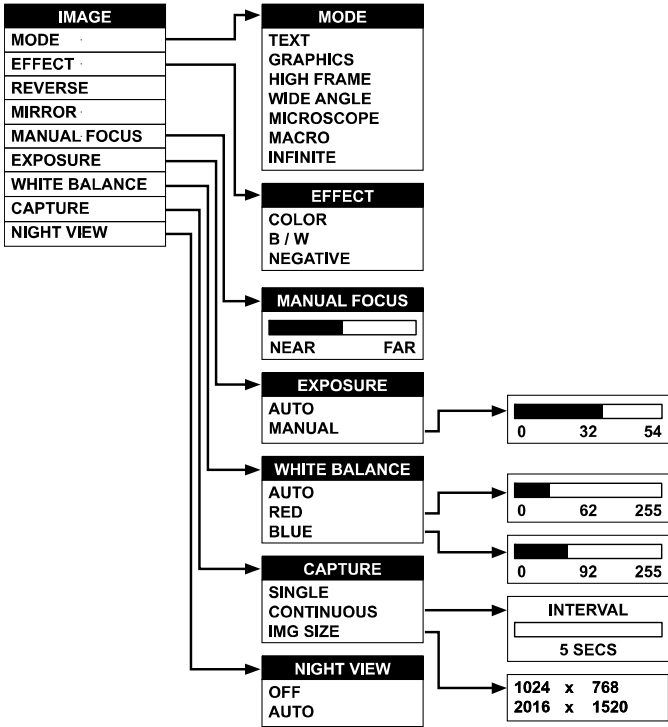 IMAGE
MODE
EFFECT
REVERSE
MIRROR
MANUAL FOCUS
EXPOSURE
WHITE BALANCE
CAPTURE
NIGHT VIEW
MODE
TEXT
GRAPHICS
HIGH FRAME
WIDE ANGLE
MICROSCOPE
MACRO
INFINITE
EFFECT
COLOR
B / W
NEGATIVE
MANUAL FOCUS
NEAR FAR
EXPOSURE
AUTO
MANUAL
0 32 54
WHITE BALANCE
AUTO
RED
BLUE
0 62 255
0 92 255
CAPTURE
SINGLE
CONTINUOUS
IMG SIZE
INTERVAL
5 SECS
1024 x 768
2016 x 1520
NIGHT VIEW
OFF
AUTO